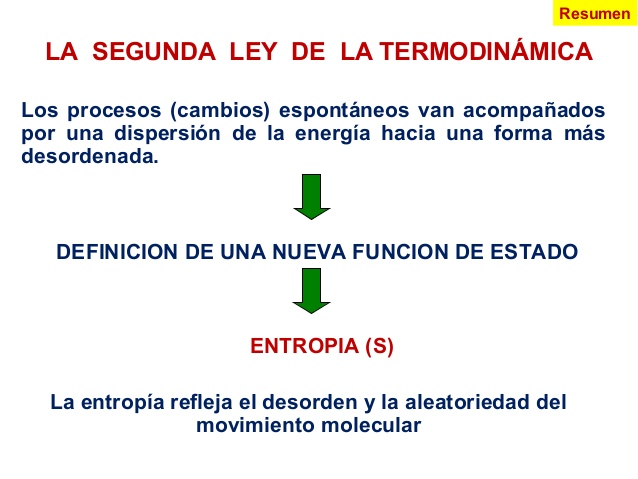 Resumen
LA SEGUNDA LEY DE LA TERMODINÁMICA
Los procesos (cambios) espontáneos van acompañados
por una dispersión de la energía hacia una forma más
desordenada.
DEFINICION DE UNA NUEVA FUNCION DE ESTADO
ENTROPIA (S)
La entropía refleja el desorden y la aleatoriedad del
movimiento molecular